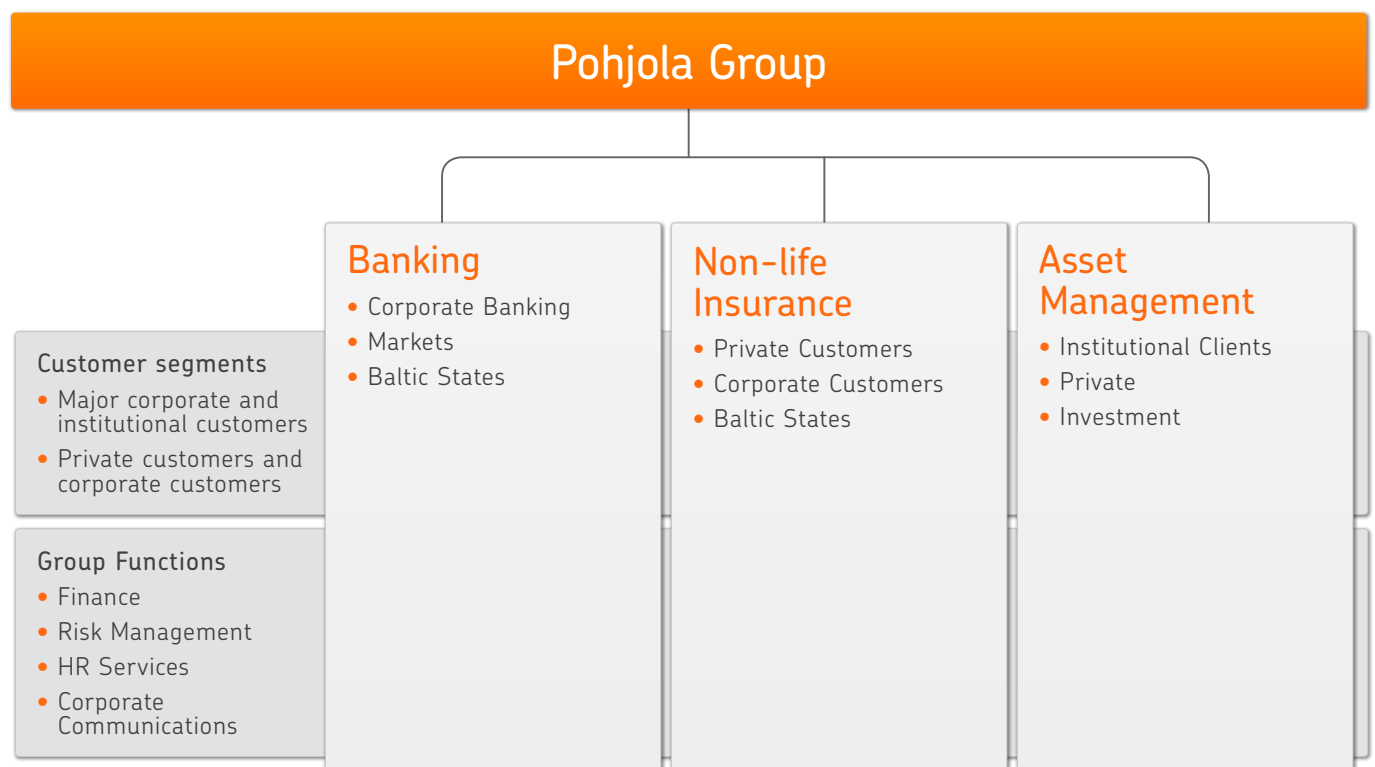 Pohjola Group
Banking
• Corporate Banking
• Markets
• Baltic States
Non-life
Insurance
• Private Customers
• Corporate Customers
• Baltic States
Asset
Management
• Institutional Clients
• Private
• Investment
Customer segments
• Major corporate and
institutional customers
• Private customers and
corporate customers
Group Functions
• Finance
• Risk Management
• HR Services
• Corporate
Communications